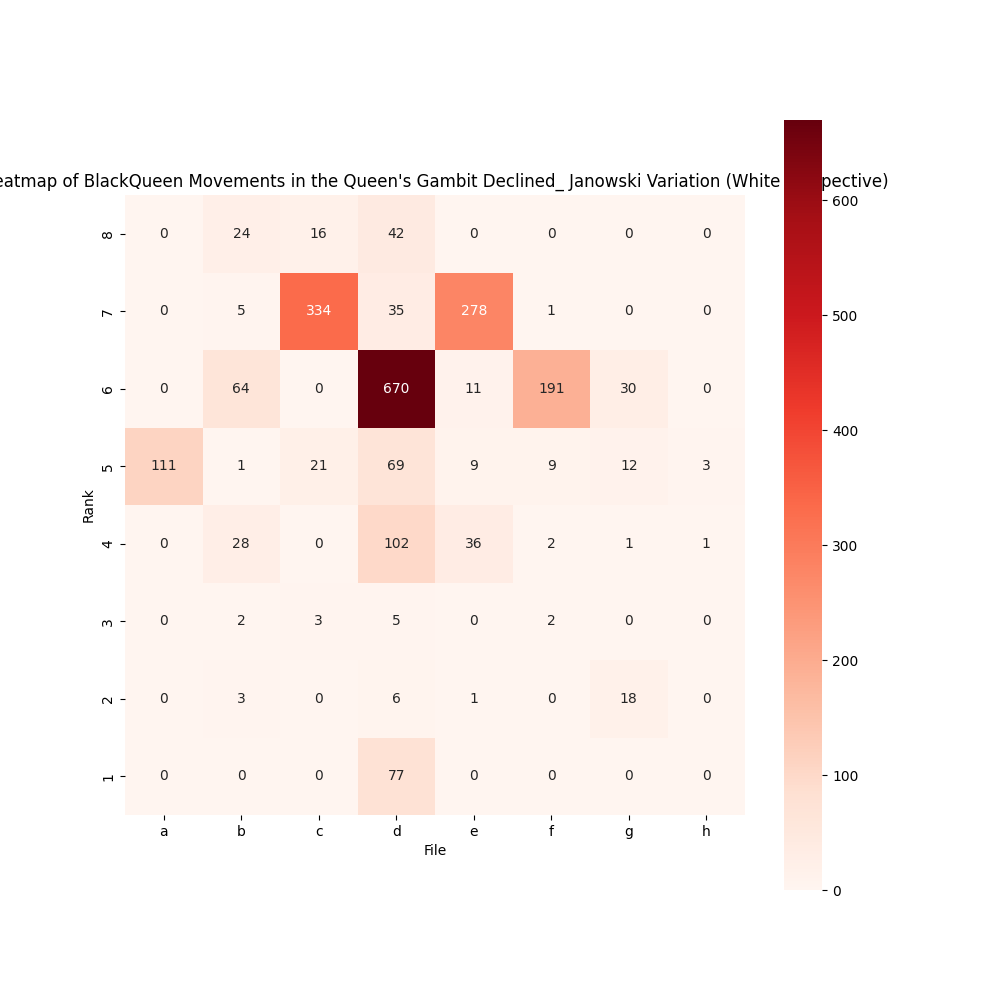 eatmap of BlackQueen Movements in the Queen's Gambit Declined_ Janowski Variation (White pective)
600
500
400
300
200
100
0
Rank
8 0 24 16 42 0 0 0 0
7 0 5 334 35 278 1 0 0
6 0 64 0 670 11 191 30 0
5 111 1 21 69 9 9 12 3
4 0 28 0 102 36 2 1 1
3 0 2 3 5 0 2 0 0
2 0 3 0 6 1 0 18 0
1 0 0 0 77 0 0 0 0
a b c d e f g h
File